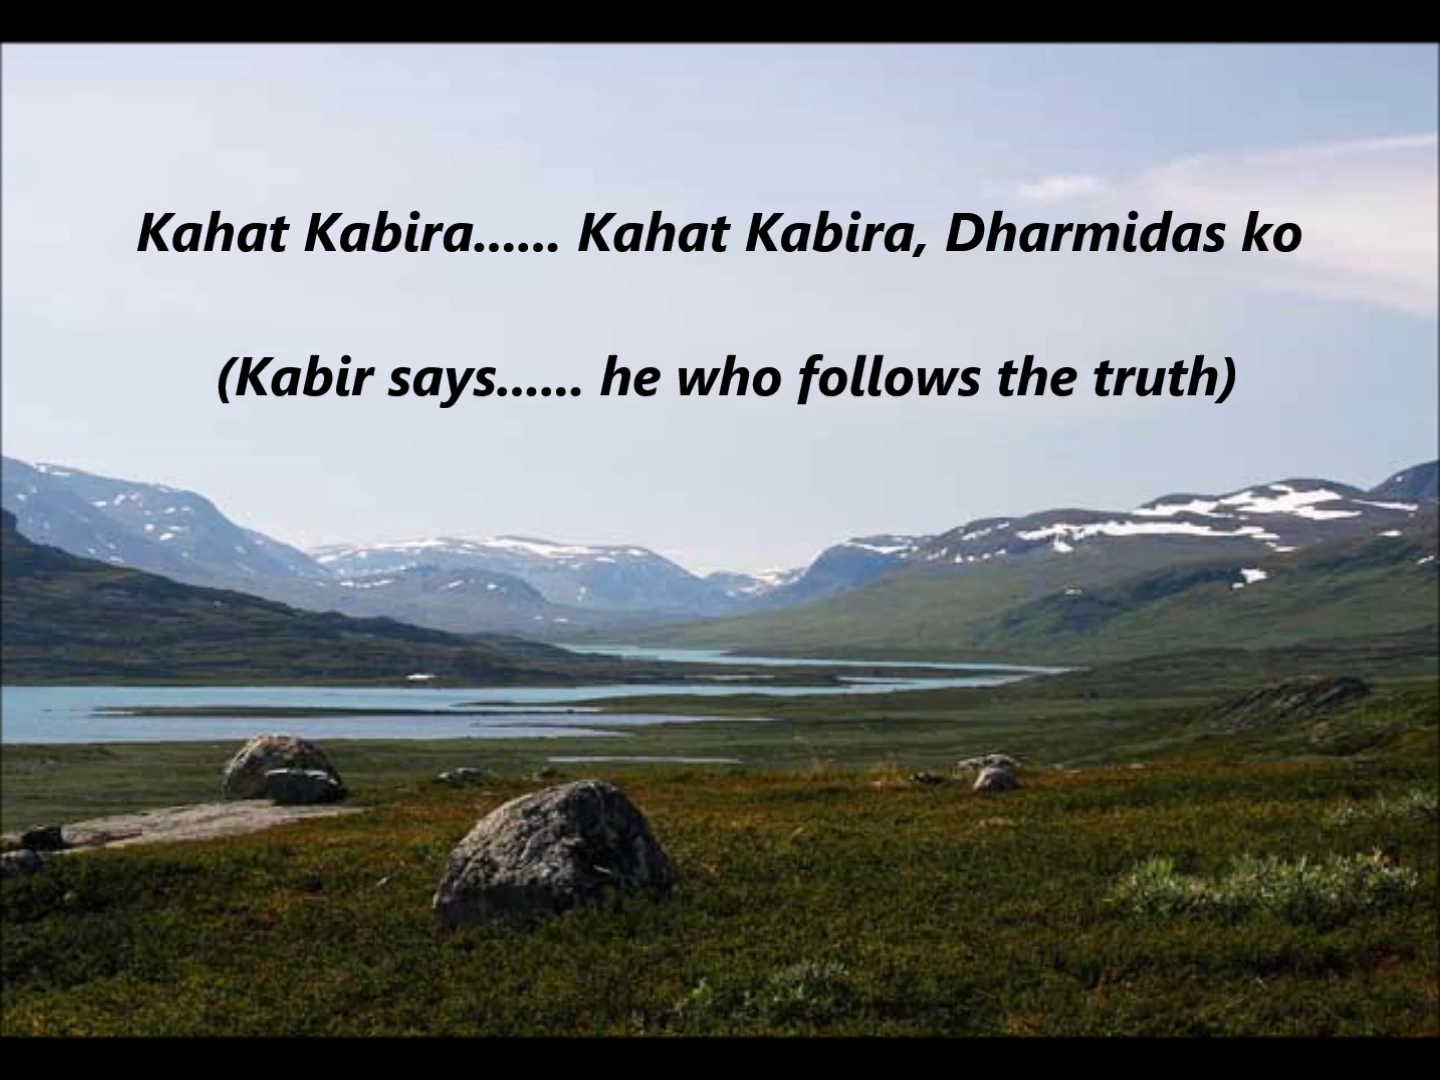 Kahat Kabira...... Kahat Kabira, Dharmidas ko
(Kabir says...... he who follows the truth)